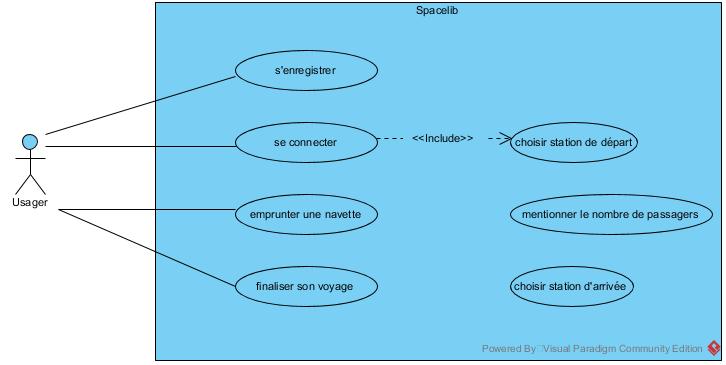 Spacelib
s'enregistrer
se connecter
<<Include>>
choisir station de départ
Usager
emprunter une navette
mentionner le nombre de passagers
finaliser son voyage
choisir station d'arrivée
Powered By Visual Paradigm Community Edition